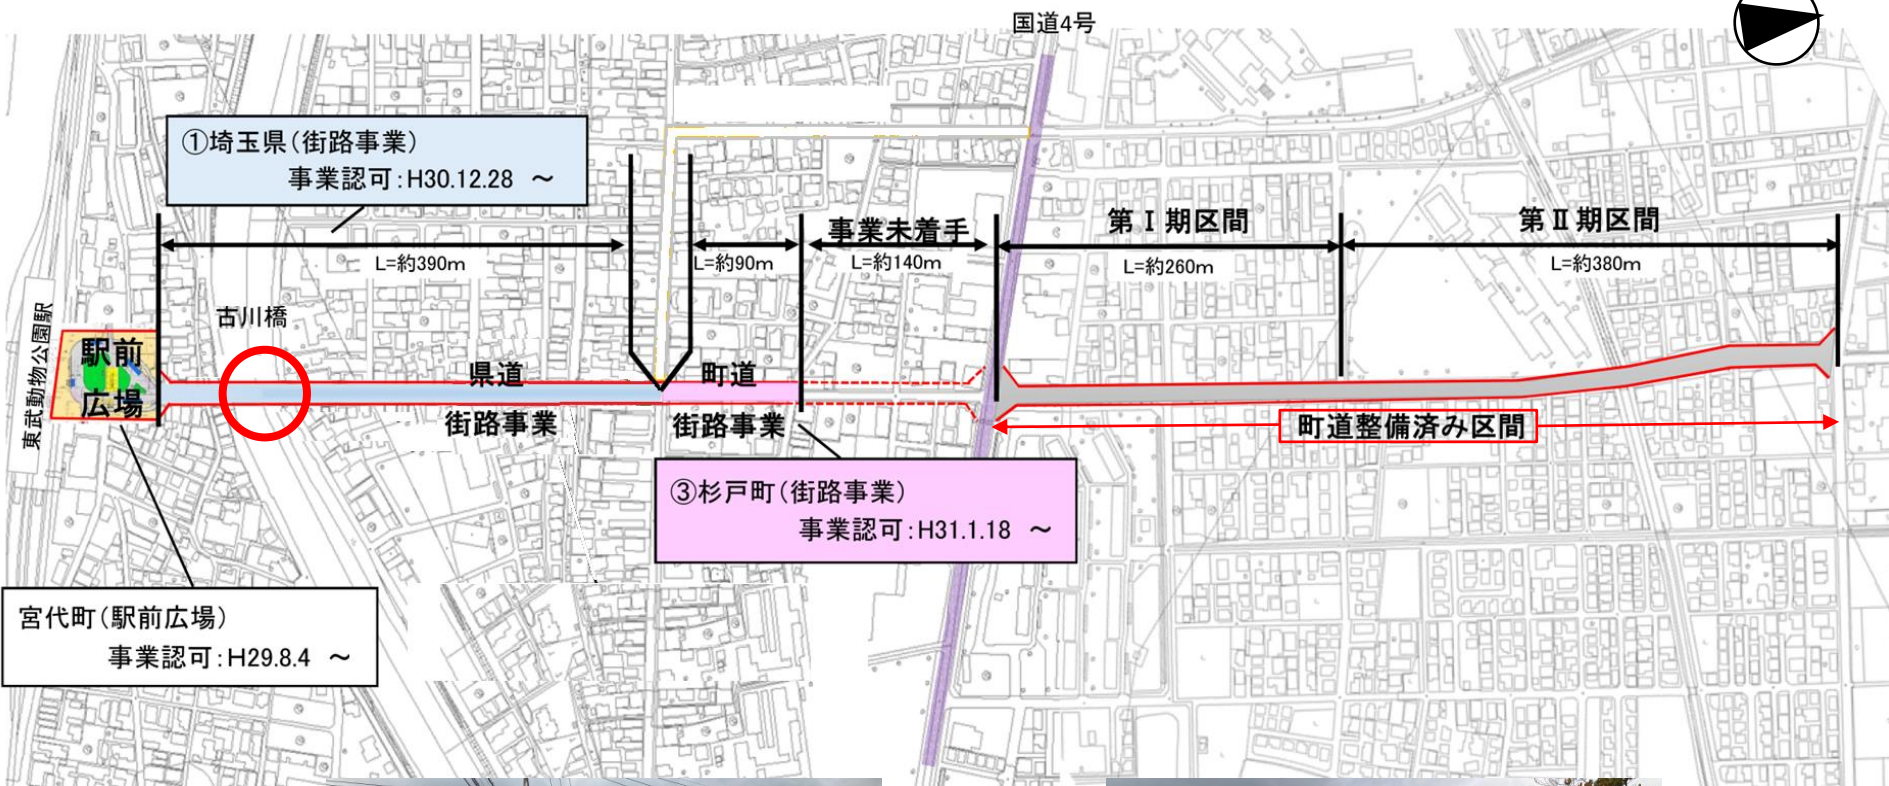 国道4号
①埼玉県(街路事業)
事業認可:H30.12.28 ～
事業未着手
第Ⅰ期区間
第Ⅱ期区間
L=約390m
L=約90m
L=約140m
L=約260m
L=約380m
古川橋
東武動物公園駅
駅前
広場
県道
町道
街路事業
街路事業
町道整備済み区間
③杉戸町(街路事業)
事業認可:H31.1.18 ～
宮代町(駅前広場)
事業認可:H29.8.4 ～